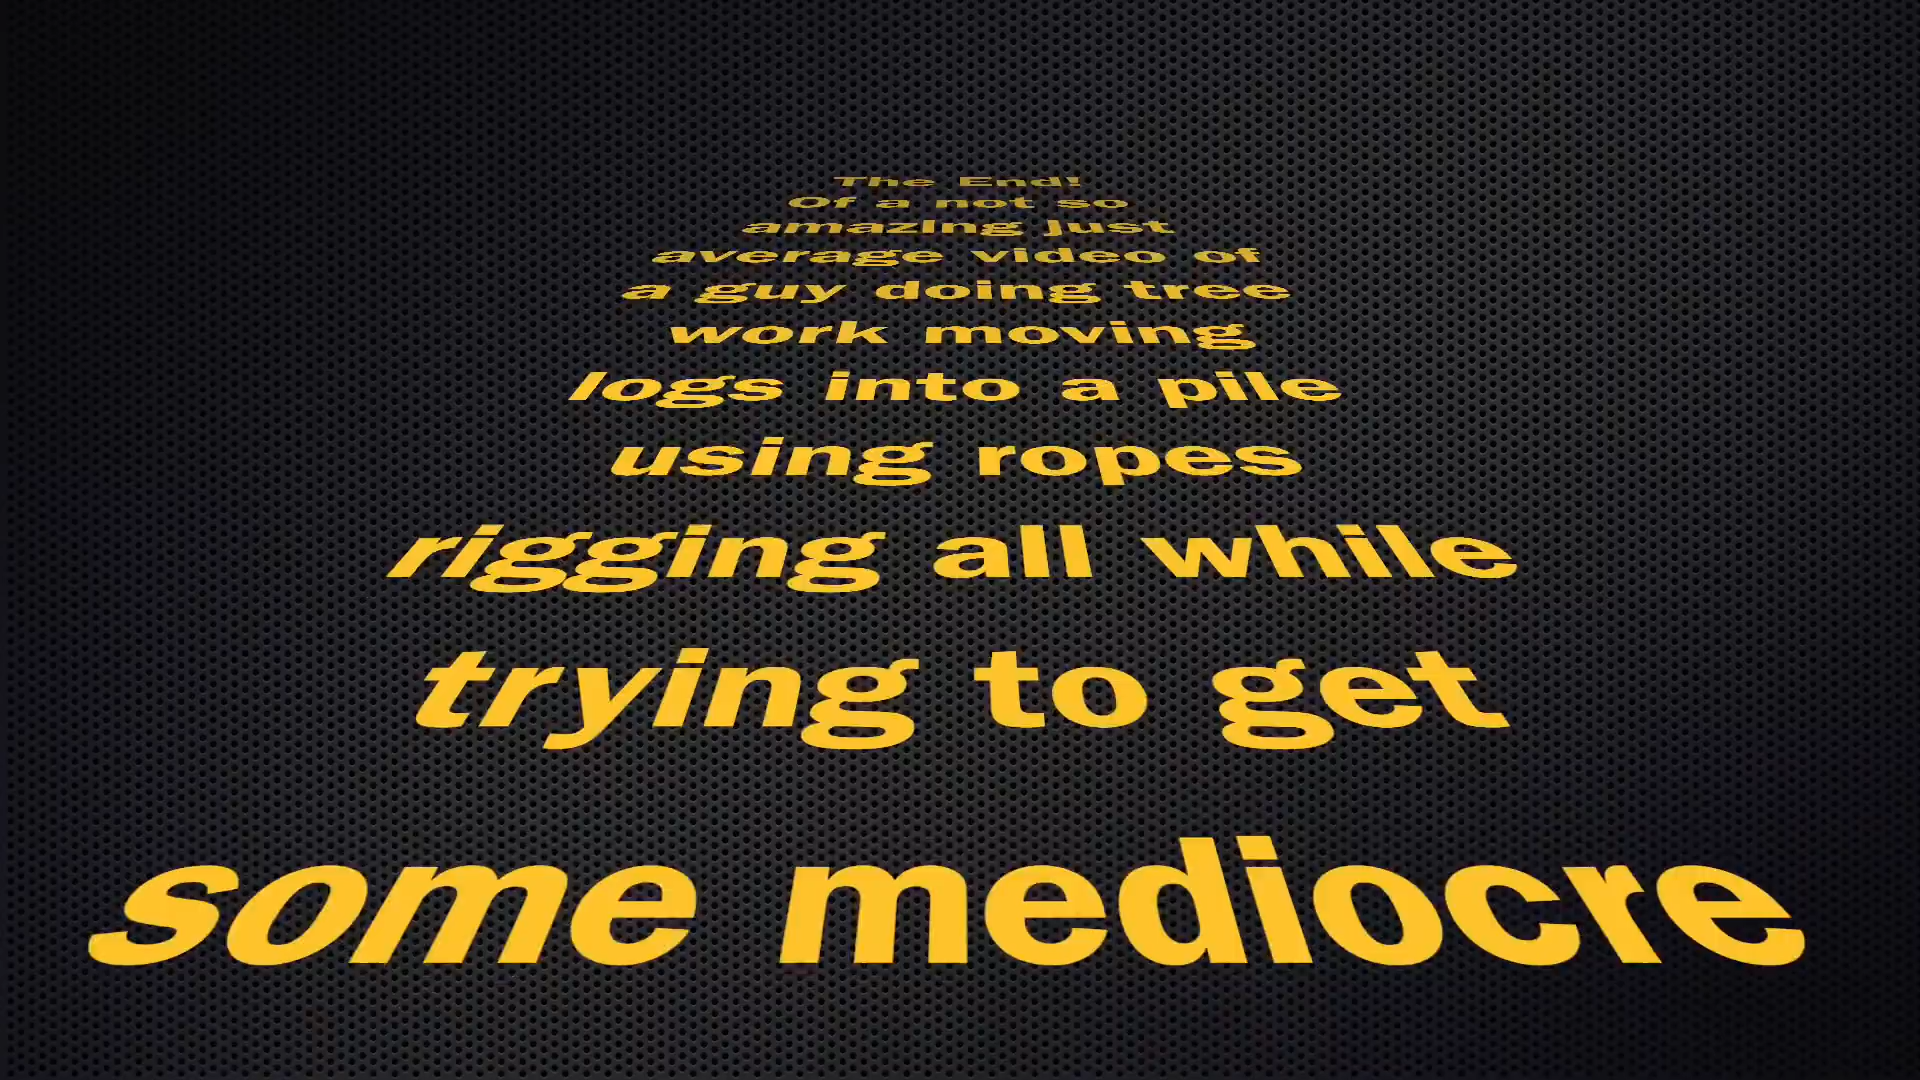 The End!
Of a not so
amazing just
average video of
a guy doing tree
work moving
logs into a pile
using ropes
rigging all while
trying to get
some mediocre